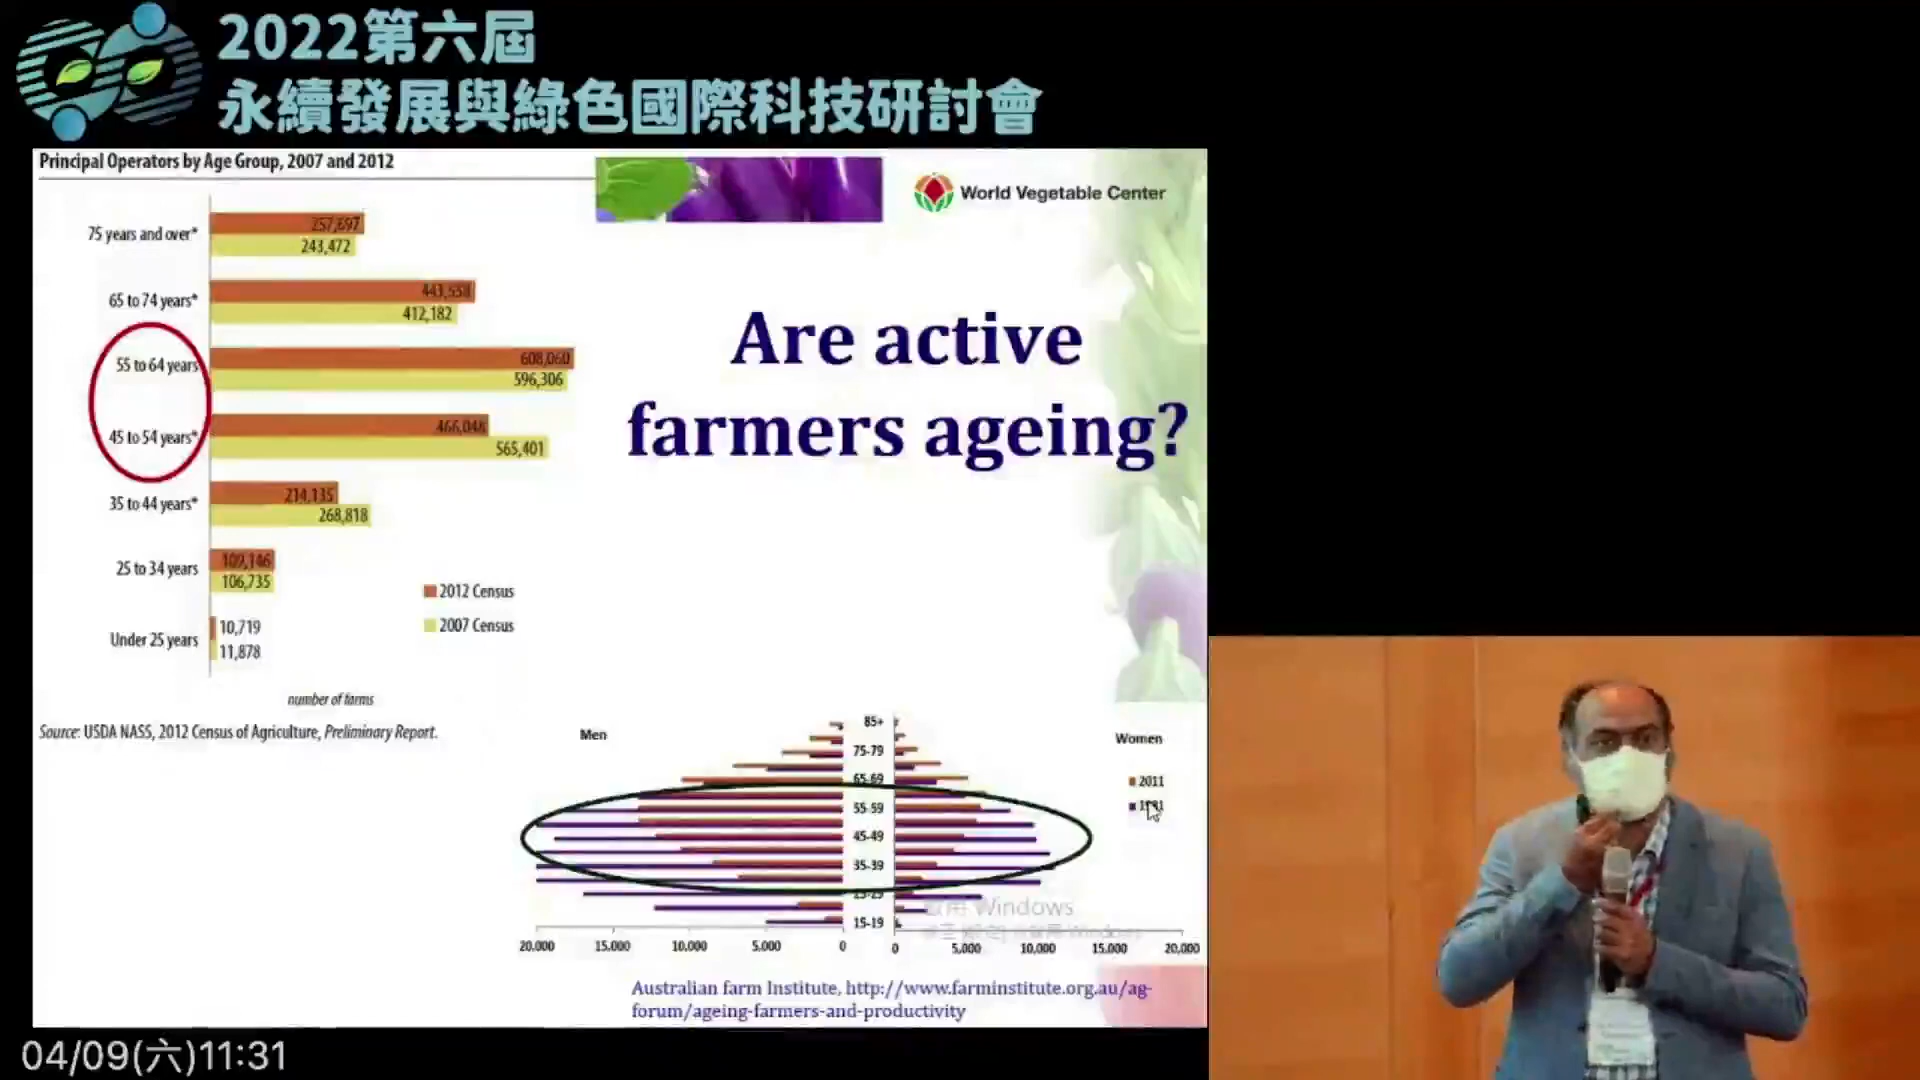 2022第六屆
永續發展與綠色國際科技研討會
Principal Operators by Age Group, 2007 and 2012
World Vegetable Center
75 years and over*
257,697
243,472
65 to 74 years*
443,558
412,182
55 to 64 years
608,060
596,306
45 to 54 years*
466,048
565,401
35 to 44 years*
214,135
268,818
25 to 34 years
109,146
106,735
Under 25 years
10,719
11,878
2012 Census
2007 Census
number of farms
Source: USDA NASS, 2012 Census of Agriculture, Preliminary Report.
Are active
farmers ageing?
Men
Women
85+
75-79
65-69
55-59
45-49
35-39
25-29
15-19
2011
1981
20,000 15,000 10,000 5,000 0
0 5,000 10,000 15,000 20,000
Windows
Australian farm Institute, http://www.farminstitute.org.au/ag-
forum/ageing-farmers-and-productivity
04/09(六)11:31